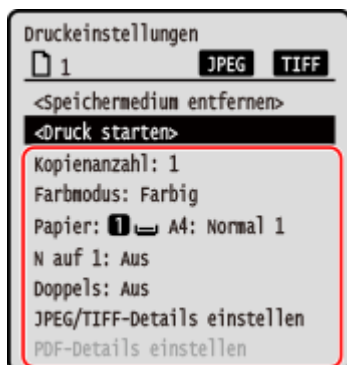 Druckeinstellungen
1 JPEG TIFF
<Speichermedium entfernen>
<Druck starten>
Kopienanzahl: 1
Farbmodus: Farbig
Papier: 1 A4: Normal 1
N auf 1: Aus
Doppels: Aus
JPEG/TIFF-Details einstellen
PDF-Details einstellen